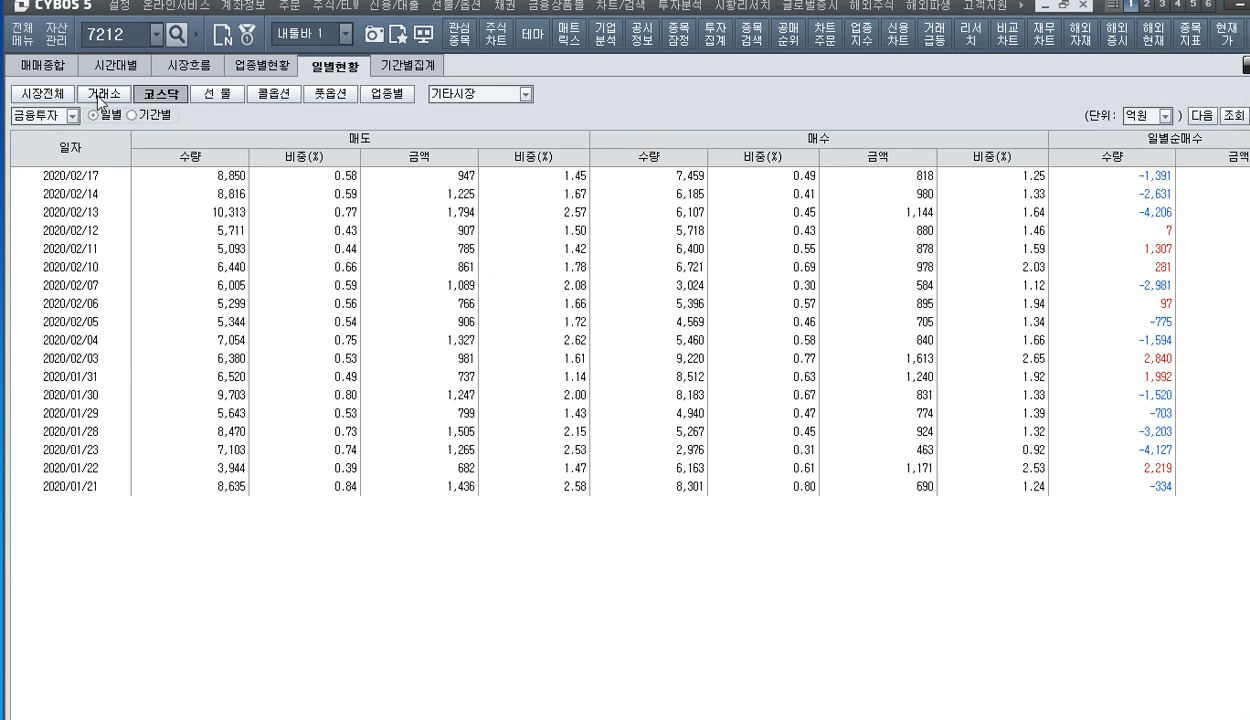 CYBOS 5 설정 온라인서비스 계좌정보 주문 주식/ELW 신용/대출 선물/옵션 채권 금융상품몰 차트/검색 투자분석 시황리서치 글로벌증시 해외주식 해외파생 고객지원 1 2 3 4 5 6
전체 메뉴 자산 관리 7212 내툴바 1 관심 종목 주식 차트 테마 매트 릭스 기업 분석 공시 정보 종목 잠정 투자 집계 종목 검색 공매 순위 차트 주문 업종 지수 신용 차트 거래 급등 리서 치 비교 차트 재무 차트 해외 자재 해외 증시 해외 현재 종목 지표 현재 가
매매종합 시간대별 시장흐름 업종별현황 일별현황 기간별집계
시장전체 거래소 코스닥 선 물 콜옵션 풋옵션 업종별 기타시장
금융투자 일별 기간별 (단위: 억원 ) 다음 조회
일자 매도 매수 일별순매수
수량 비중(%) 금액 비중(%) 수량 비중(%) 금액 비중(%) 수량 금액
2020/02/17 8,850 0.58 947 1.45 7,459 0.49 818 1.25 -1,391
2020/02/14 8,816 0.59 1,225 1.67 6,185 0.41 980 1.33 -2,631
2020/02/13 10,313 0.77 1,794 2.57 6,107 0.45 1,144 1.64 -4,206
2020/02/12 5,711 0.43 907 1.50 5,718 0.43 880 1.46 7
2020/02/11 5,093 0.44 785 1.42 6,400 0.55 878 1.59 1,307
2020/02/10 6,440 0.66 861 1.78 6,721 0.69 978 2.03 281
2020/02/07 6,005 0.59 1,089 2.08 3,024 0.30 584 1.12 -2,981
2020/02/06 5,299 0.56 766 1.66 5,396 0.57 895 1.94 97
2020/02/05 5,344 0.54 906 1.72 4,569 0.46 705 1.34 -775
2020/02/04 7,054 0.75 1,327 2.62 5,460 0.58 840 1.66 -1,594
2020/02/03 6,380 0.53 981 1.61 9,220 0.77 1,613 2.65 2,840
2020/01/31 6,520 0.49 737 1.14 8,512 0.63 1,240 1.92 1,992
2020/01/30 9,703 0.80 1,247 2.00 8,183 0.67 831 1.33 -1,520
2020/01/29 5,643 0.53 799 1.43 4,940 0.47 774 1.39 -703
2020/01/28 8,470 0.73 1,505 2.15 5,267 0.45 924 1.32 -3,203
2020/01/23 7,103 0.74 1,265 2.53 2,976 0.31 463 0.92 -4,127
2020/01/22 3,944 0.39 682 1.47 6,163 0.61 1,171 2.53 2,219
2020/01/21 8,635 0.84 1,436 2.58 8,301 0.80 690 1.24 -334